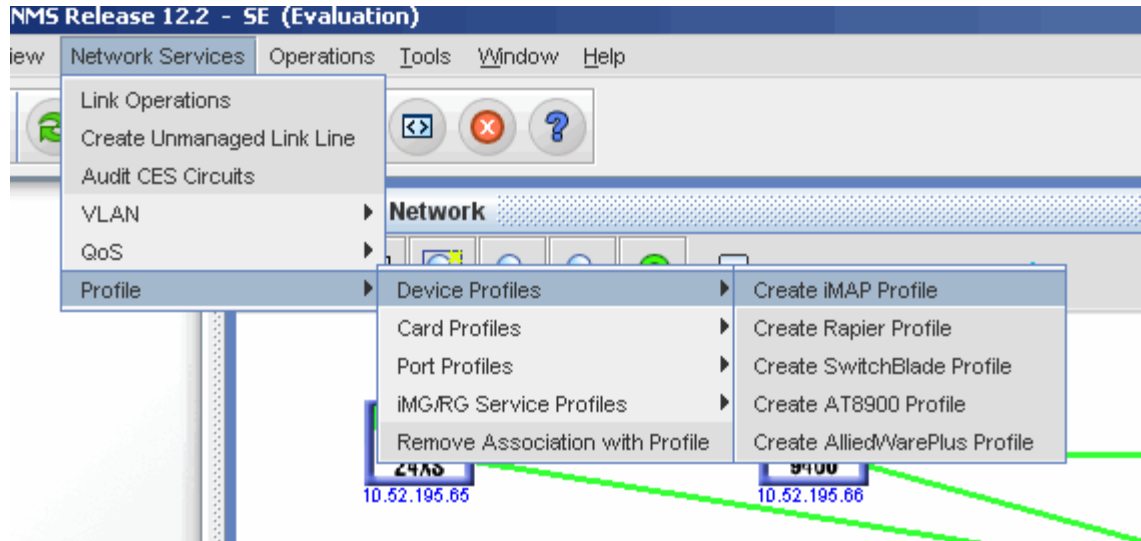 NMS Release 12.2 - SE (Evaluation)
iew Network Services Operations Tools Window Help
Link Operations
Create Unmanaged Link Line
Audit CES Circuits
VLAN
QoS
Profile
Network
Device Profiles
Card Profiles
Port Profiles
iMG/RG Service Profiles
Remove Association with Profile
Create iMAP Profile
Create Rapier Profile
Create SwitchBlade Profile
Create AT8900 Profile
Create AlliedWarePlus Profile
24XS
9400
10.52.195.65
10.52.195.66